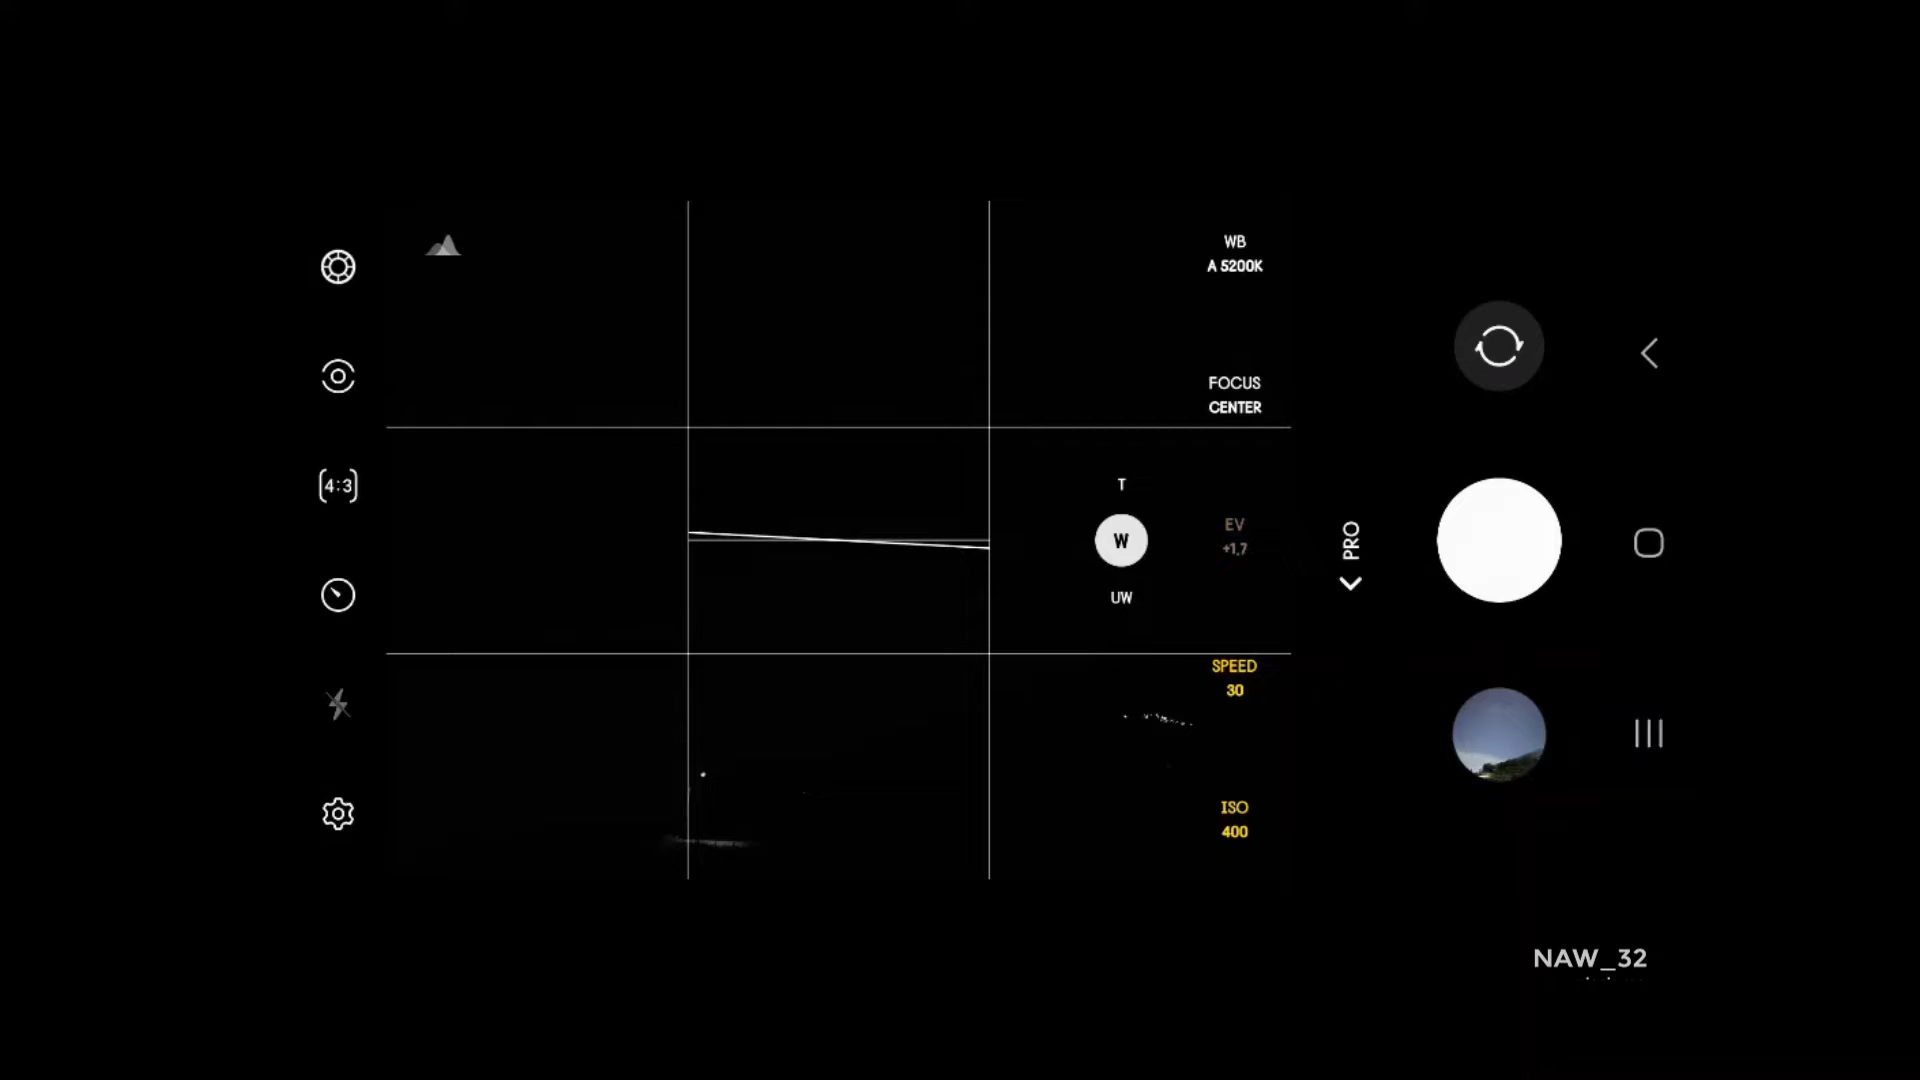 WB
A 5200K
FOCUS
CENTER
4:3
T
W
UW
EV
+1.7
PRO
SPEED
30
ISO
400
NAW_32